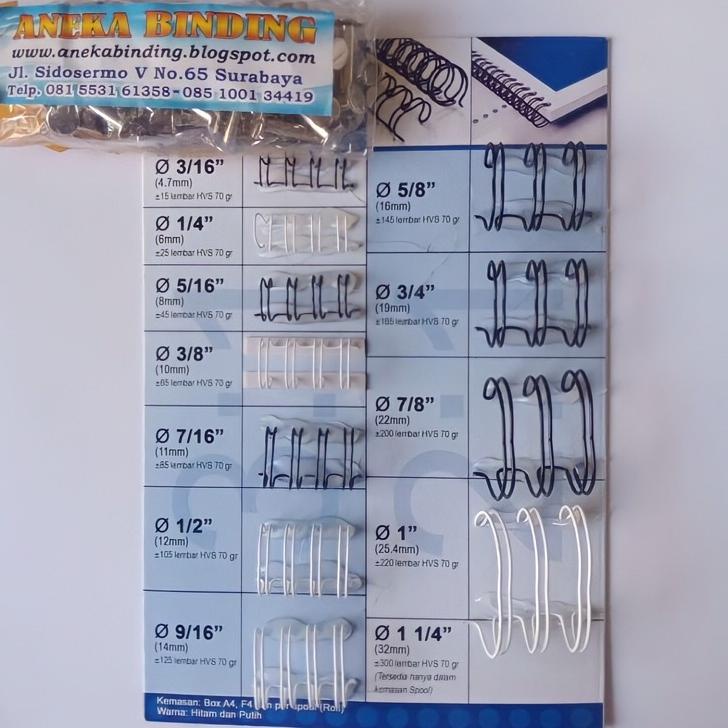 ANEKA BINDING
www.anekabinding.blogspot.com
Jl. Sidosermo V No.65 Surabaya
Telp. 081 5531 61358-085 1001 34419
Ø 3/16”
(4.7mm)
±15 lembar HVS 70 gr
Ø 1/4”
(6mm)
±25 lembar HVS 70 gr
Ø 5/16”
(8mm)
±45 lembar HVS 70 gr
Ø 3/8”
(10mm)
±65 lembar HVS 70 gr
Ø 7/16”
(11mm)
±85 lembar HVS 70 gr
Ø 1/2”
(12mm)
±105 lembar HVS 70 gr
Ø 9/16”
(14mm)
±125 lembar HVS 70 gr
Ø 5/8”
(16mm)
±145 lembar HVS 70 gr
Ø 3/4”
(19mm)
±165 lembar HVS 70 gr
Ø 7/8”
(22mm)
±200 lembar HVS 70 gr
Ø 1”
(25.4mm)
±220 lembar HVS 70 gr
Ø 1 1/4”
(32mm)
±300 lembar HVS 70 gr
(Tersedia hanya dalam
kemasan Spool)
Kemasan: Box A4, F4 dan per spool (Roll)
Warna: Hitam dan Putih